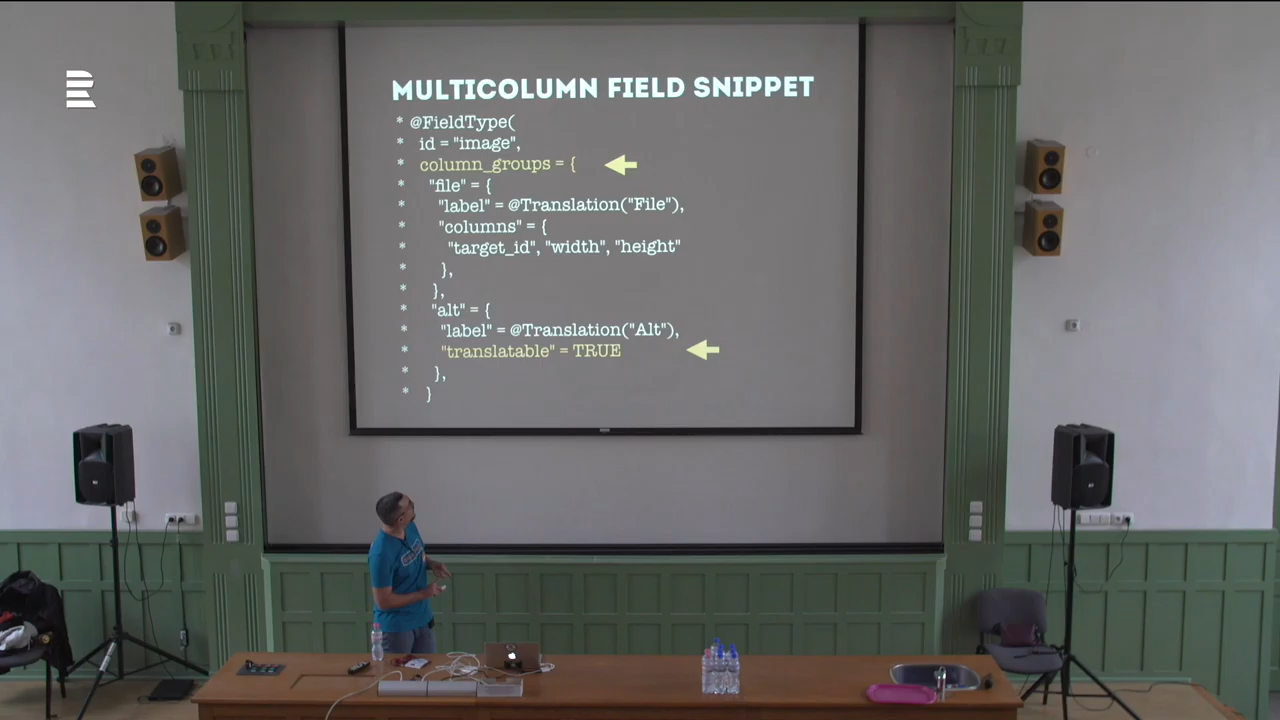 MULTICOLUMN FIELD SNIPPET
* @FieldType(
* id = "image",
* column_groups = {
* "file" = {
* "label" = @Translation("File"),
* "columns" = {
* "target_id", "width", "height"
* },
* },
* "alt" = {
* "label" = @Translation("Alt"),
* "translatable" = TRUE
* },
* }